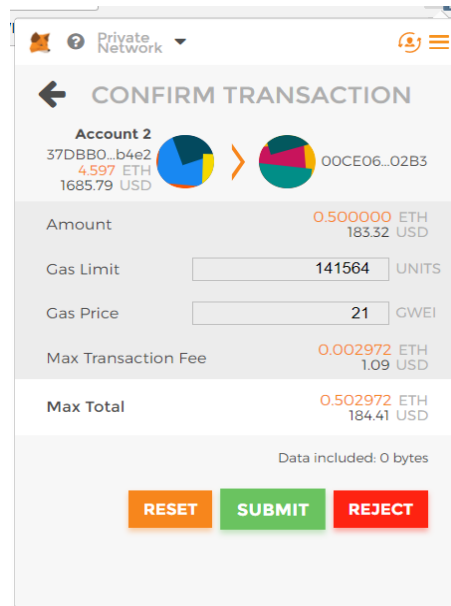 ?
Private
Network
CONFIRM TRANSACTION
Account 2
37DBB0...b4e2
4.597 ETH
1685.79 USD
00CE06...02B3
Amount
0.500000 ETH
183.32 USD
Gas Limit
141564 UNITS
Gas Price
21 GWEI
Max Transaction Fee
0.002972 ETH
1.09 USD
Max Total
0.502972 ETH
184.41 USD
Data included: 0 bytes
RESET SUBMIT REJECT